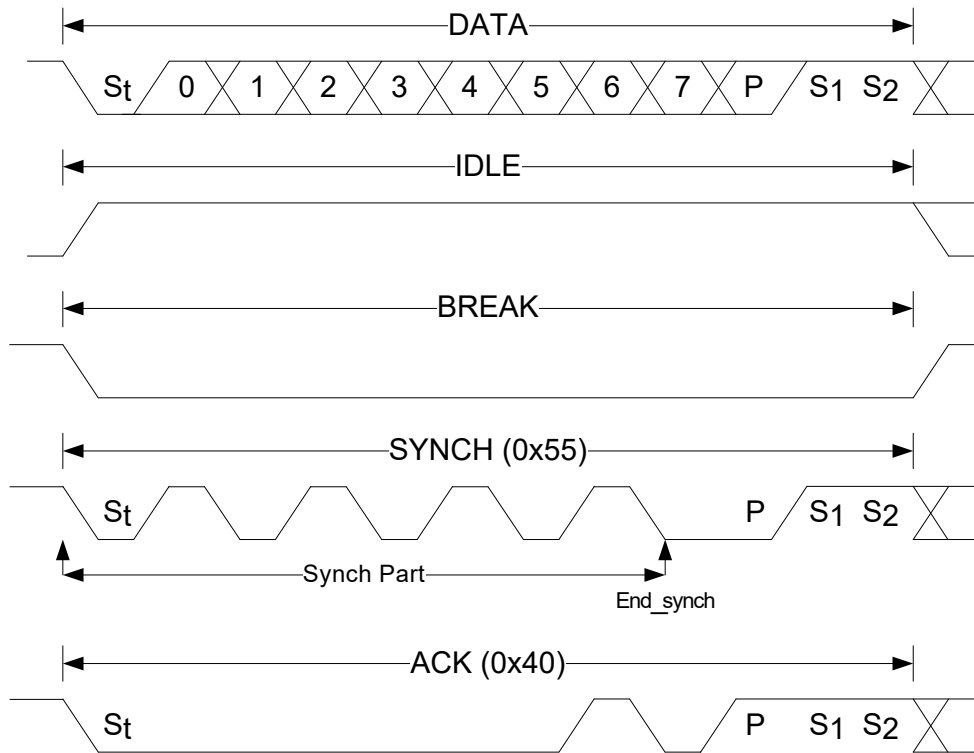 DATA
St 0 1 2 3 4 5 6 7 P S1 S2
IDLE
BREAK
SYNCH (0x55)
St P S1 S2
Synch Part
End_synch
ACK (0x40)
St P S1 S2